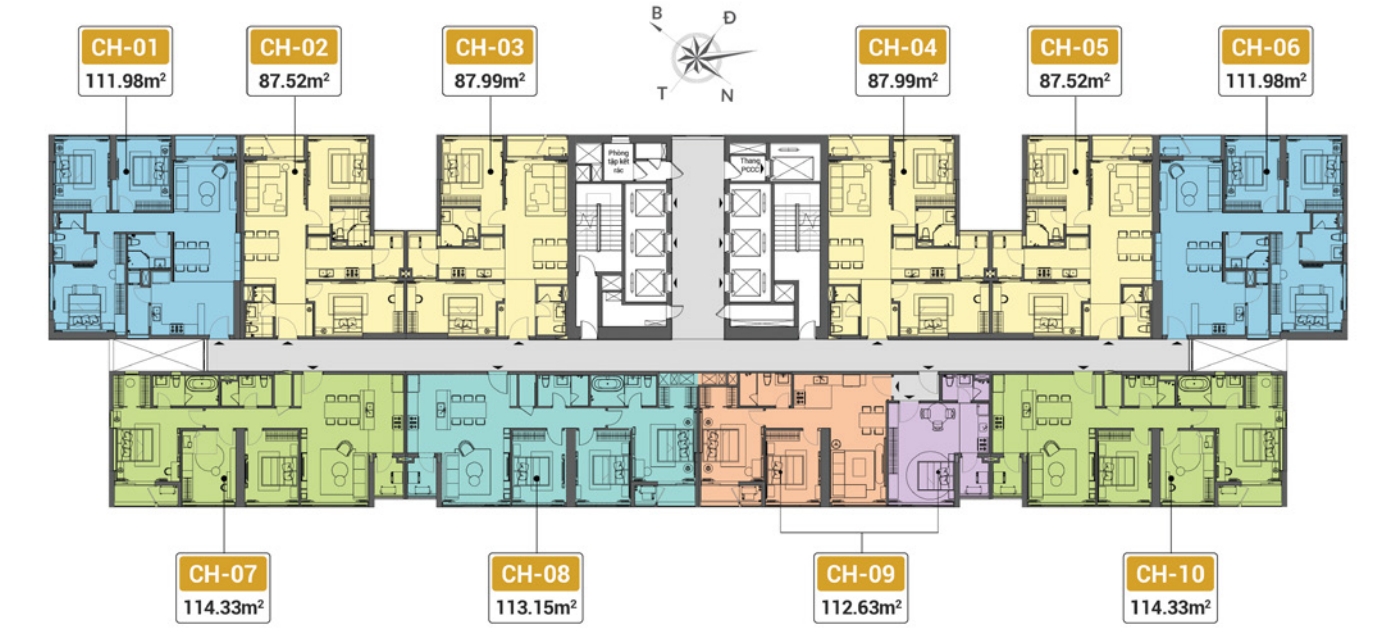 B
Đ
T
N
CH-01
111.98m²
CH-02
87.52m²
CH-03
87.99m²
CH-04
87.99m²
CH-05
87.52m²
CH-06
111.98m²
Phòng
tập kết
rác
Thang
PCCC
CH-07
114.33m²
CH-08
113.15m²
CH-09
112.63m²
CH-10
114.33m²